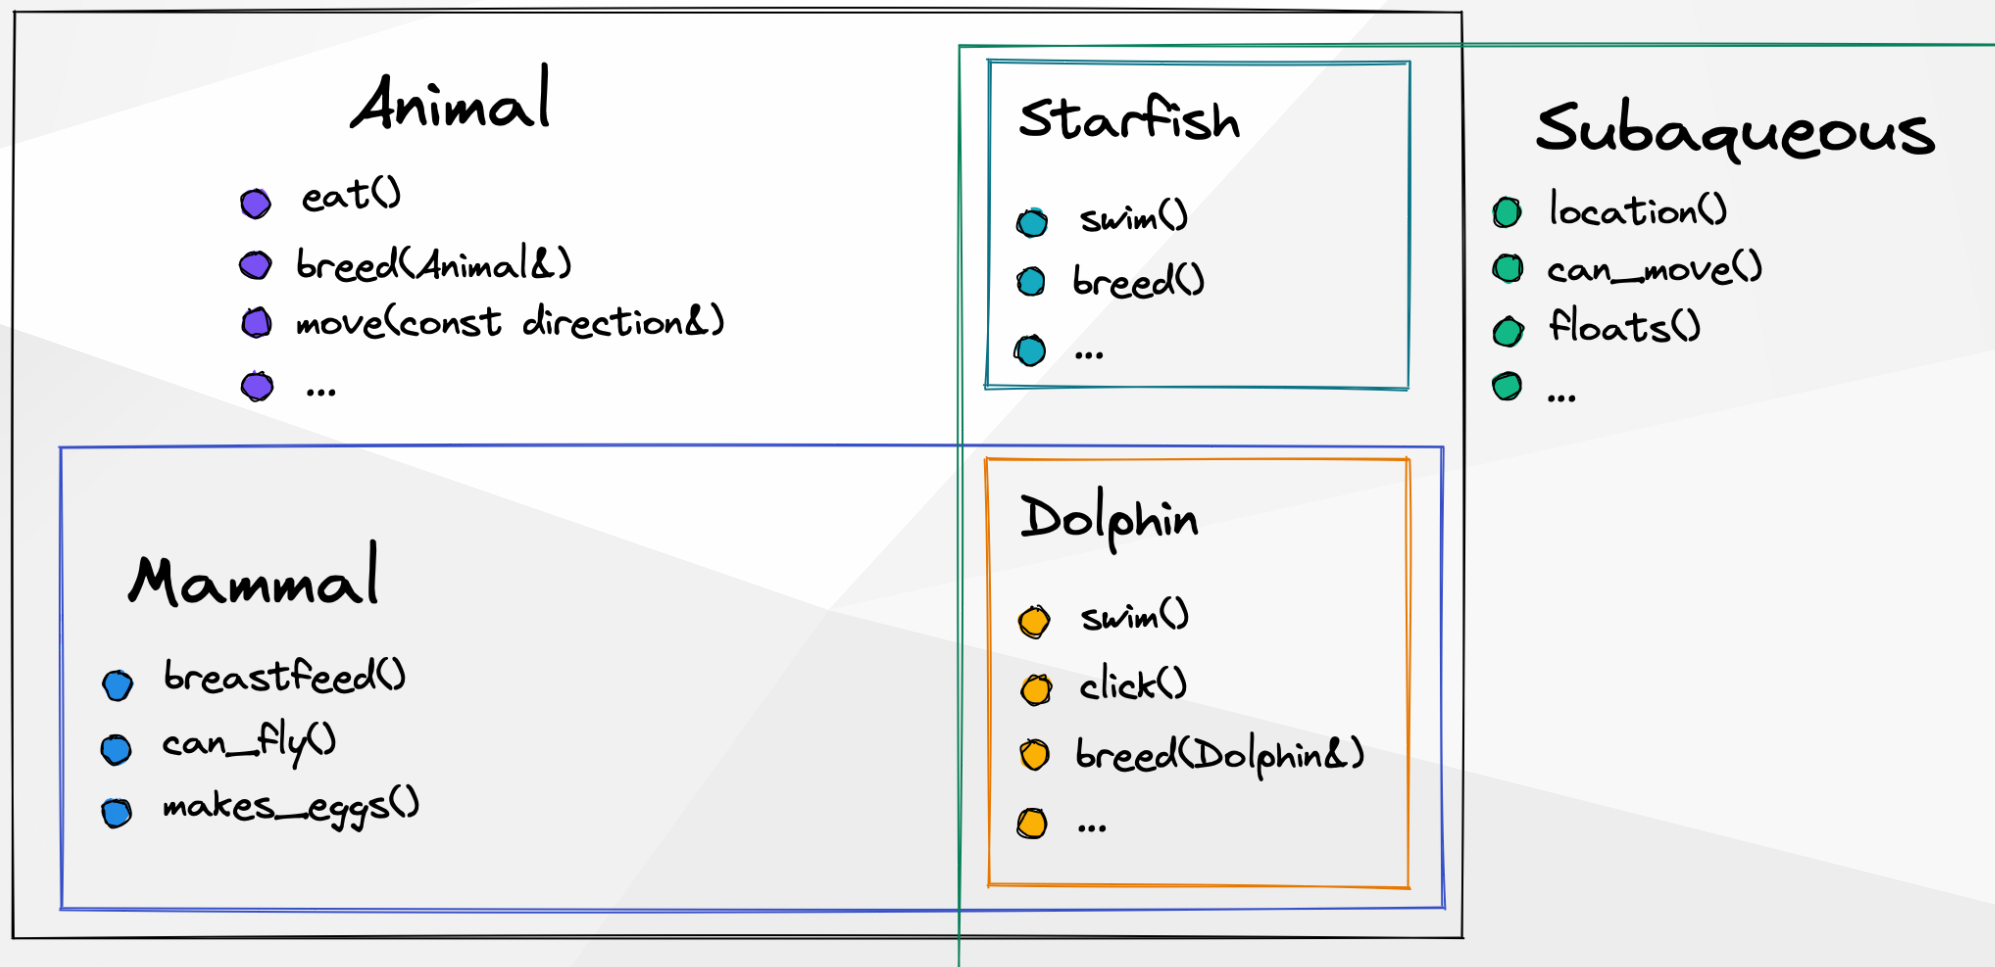 Animal
eat()
breed(Animal&)
move(const direction&)
...
Starfish
swim()
breed()
...
Subaqueous
location()
can_move()
floats()
...
Mammal
breastfeed()
can_fly()
makes_eggs()
Dolphin
swim()
click()
breed(Dolphin&)
...